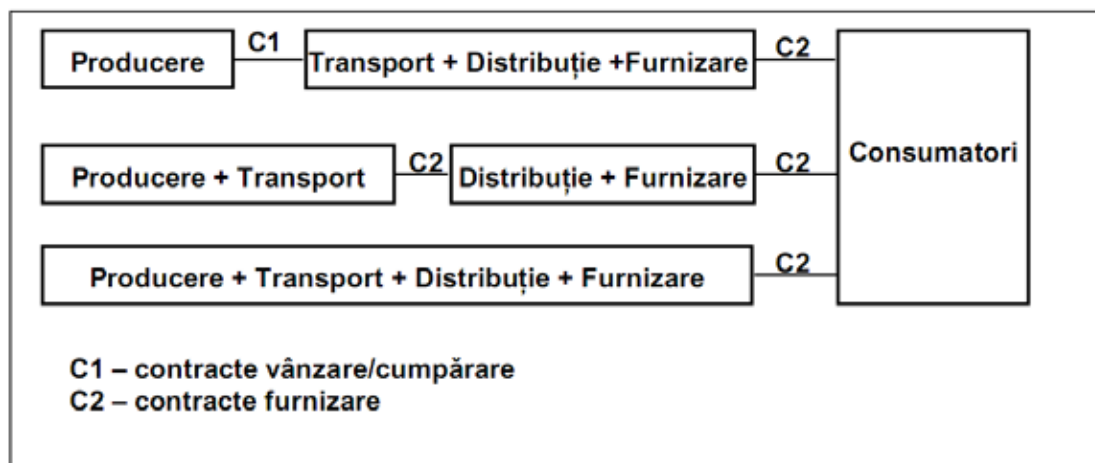 Producere C1 Transport + Distribuție +Furnizare C2
Producere + Transport C2 Distribuție + Furnizare C2 Consumatori
Producere + Transport + Distribuție + Furnizare C2
C1 – contracte vânzare/cumpărare
C2 – contracte furnizare